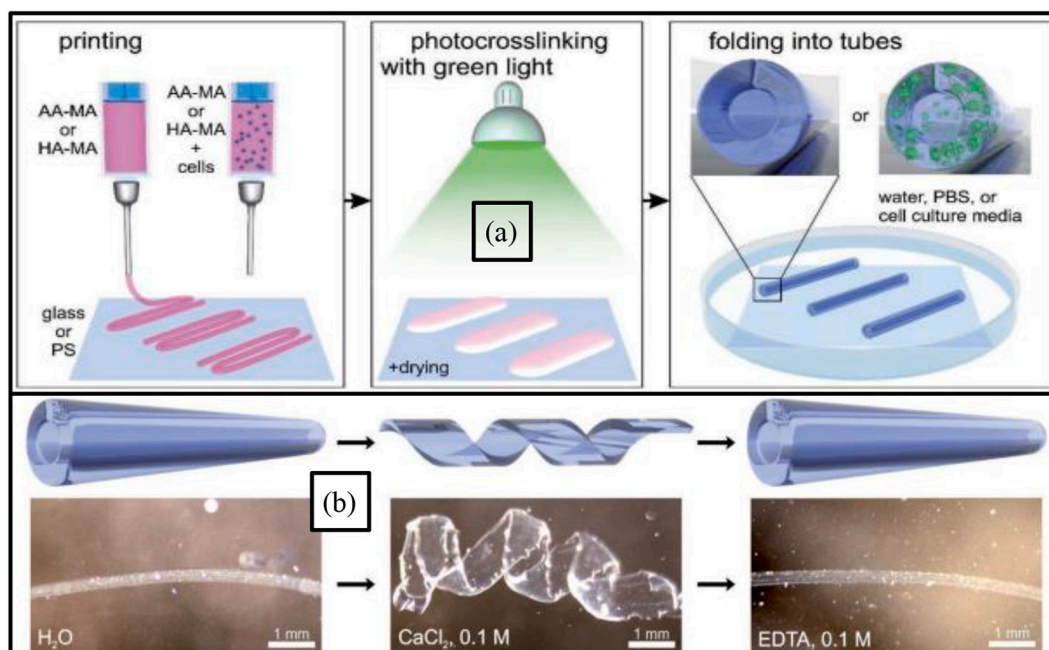 printing
AA-MA
or
HA-MA
AA-MA
or
HA-MA
+
cells
glass
or
PS
photocrosslinking
with green light
(a)
+drying
folding into tubes
or
water, PBS, or
cell culture media
(b)
H₂O
1 mm
CaCl₂, 0.1 M
1 mm
EDTA, 0.1 M
1 mm